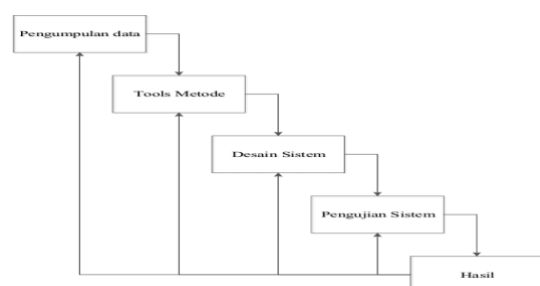 Pengumpulan data
Tools Metode
Desain Sistem
Pengujian Sistem
Hasil